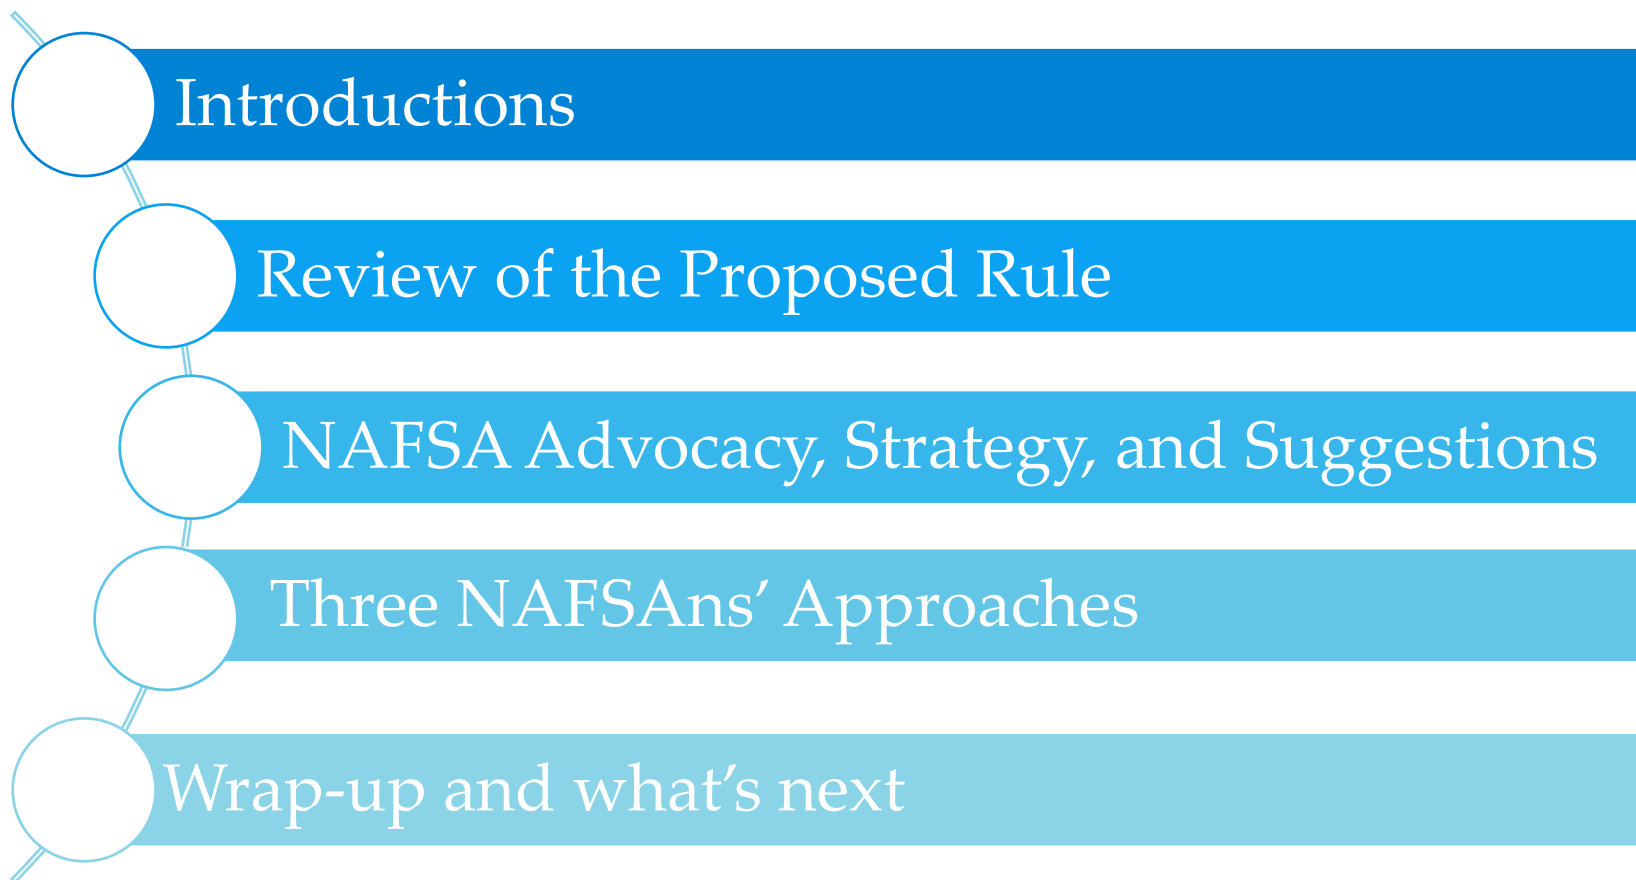 Introductions
Review of the Proposed Rule
NAFSA Advocacy, Strategy, and Suggestions
Three NAFSAns’ Approaches
Wrap-up and what’s next